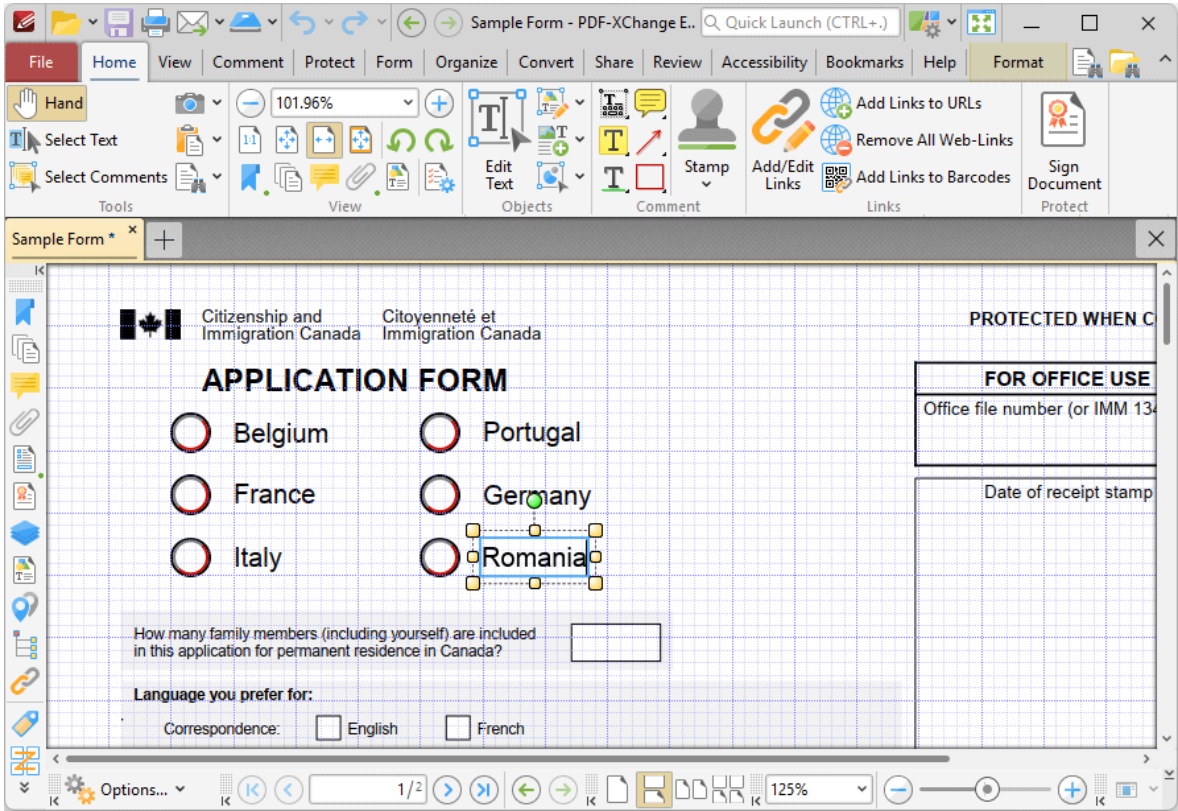 Sample Form - PDF-XChange E.. Quick Launch (CTRL+.)
File Home View Comment Protect Form Organize Convert Share Review Accessibility Bookmarks Help Format
Hand
Select Text
Select Comments
Tools
101.96%
1:1
View
Edit
Text
Objects
Comment
Stamp
Add/Edit
Links
Add Links to URLs
Remove All Web-Links
Add Links to Barcodes
Links
Sign
Document
Protect
Sample Form *
Citizenship and
Immigration Canada
Citoyenneté et
Immigration Canada
PROTECTED WHEN C
APPLICATION FORM
FOR OFFICE USE
Office file number (or IMM 134
Belgium
Portugal
France
Germany
Date of receipt stamp
Italy
Romania
How many family members (including yourself) are included
in this application for permanent residence in Canada?
Language you prefer for:
Correspondence: English French
Options... 1/2 125%